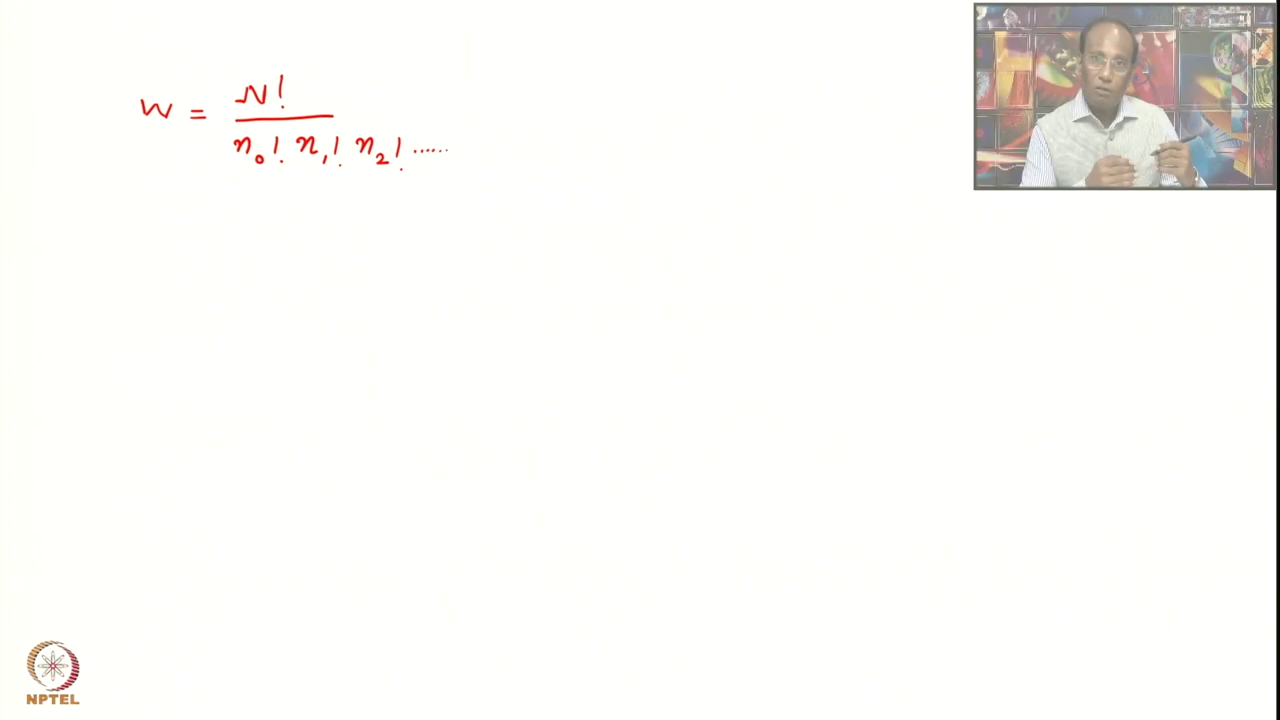 W = N! / n₀! n₁! n₂! ......
NPTEL